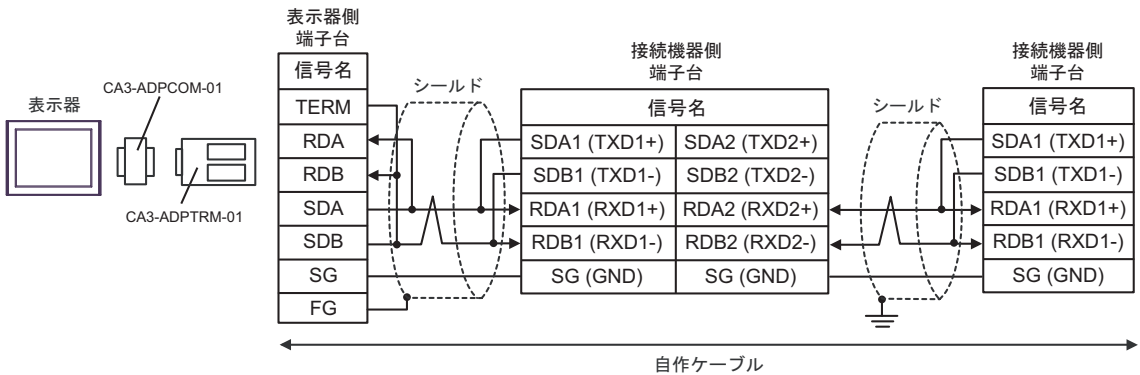 表示器
CA3-ADPCOM-01
CA3-ADPTRM-01
表示器側
端子台
信号名
TERM
RDA
RDB
SDA
SDB
SG
FG
シールド
接続機器側
端子台
信号名
SDA1 (TXD1+) SDA2 (TXD2+)
SDB1 (TXD1-) SDB2 (TXD2-)
RDA1 (RXD1+) RDA2 (RXD2+)
RDB1 (RXD1-) RDB2 (RXD2-)
SG (GND) SG (GND)
シールド
接続機器側
端子台
信号名
SDA1 (TXD1+)
SDB1 (TXD1-)
RDA1 (RXD1+)
RDB1 (RXD1-)
SG (GND)
自作ケーブル